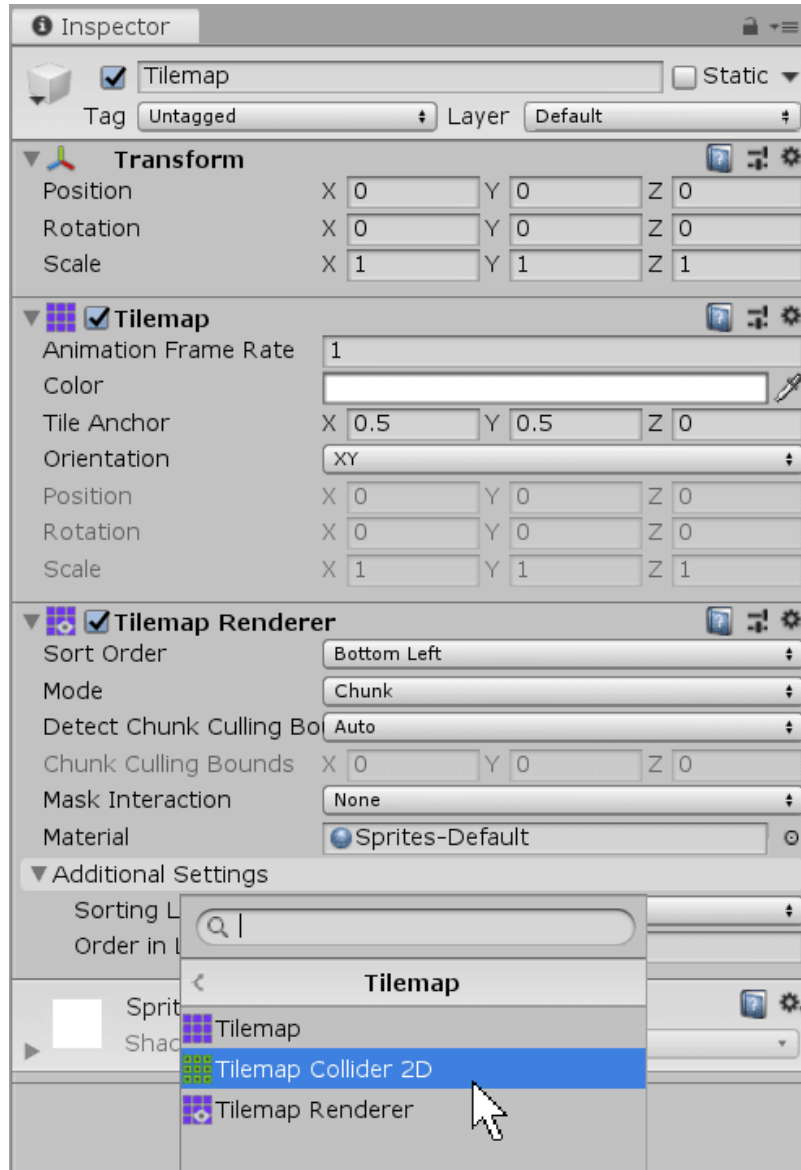 Inspector
Tilemap Static
Tag Untagged Layer Default
Transform
Position X 0 Y 0 Z 0
Rotation X 0 Y 0 Z 0
Scale X 1 Y 1 Z 1
Tilemap
Animation Frame Rate 1
Color
Tile Anchor X 0.5 Y 0.5 Z 0
Orientation XY
Position X 0 Y 0 Z 0
Rotation X 0 Y 0 Z 0
Scale X 1 Y 1 Z 1
Tilemap Renderer
Sort Order Bottom Left
Mode Chunk
Detect Chunk Culling Bo Auto
Chunk Culling Bounds X 0 Y 0 Z 0
Mask Interaction None
Material Sprites-Default
Additional Settings
Sorting L
Order in L
Tilemap
Sprit
Tilemap
Shad
Tilemap Collider 2D
Tilemap Renderer